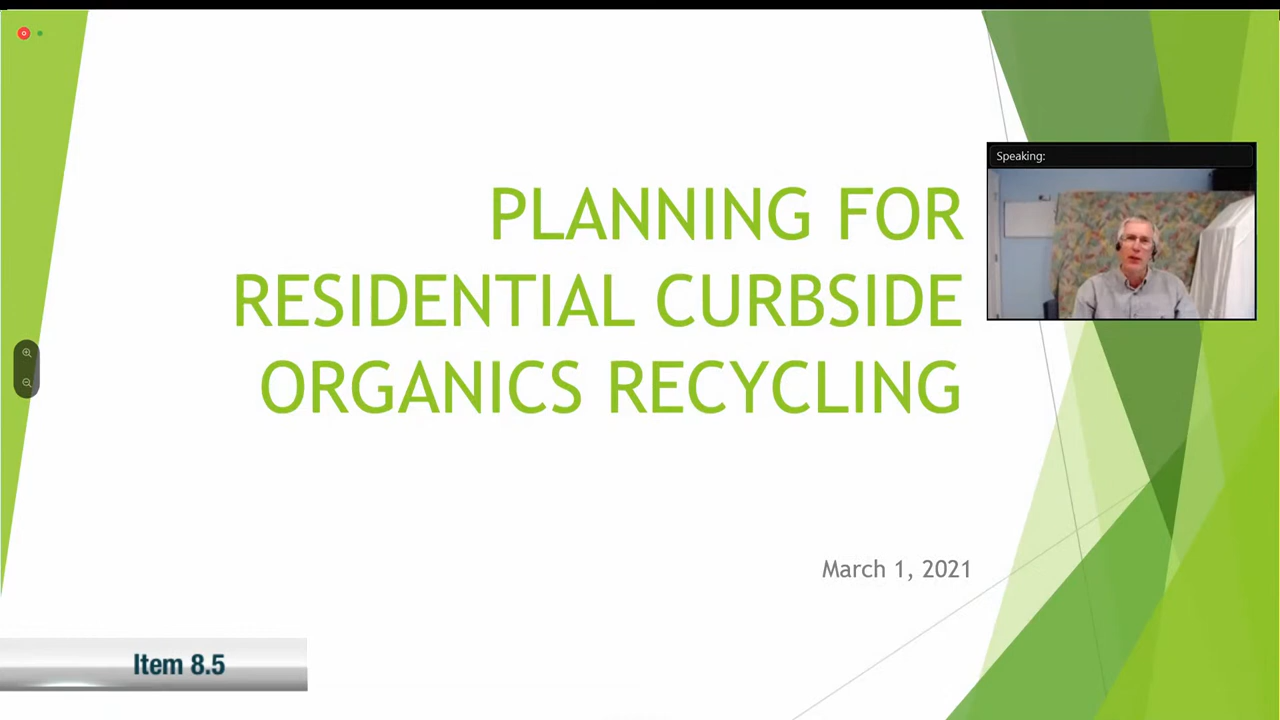 Speaking:
PLANNING FOR
RESIDENTIAL CURBSIDE
ORGANICS RECYCLING
March 1, 2021
Item 8.5